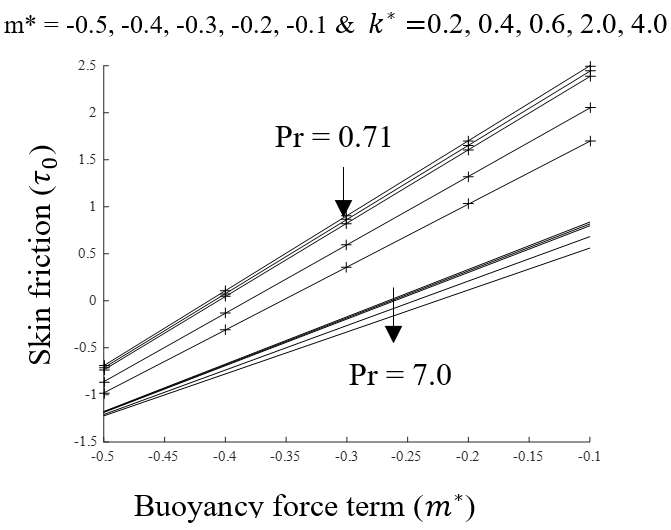 m* = -0.5, -0.4, -0.3, -0.2, -0.1 & k* =0.2, 0.4, 0.6, 2.0, 4.0
2.5
2
1.5
1
0.5
0
-0.5
-1
-1.5
Skin friction (τ0)
Pr = 0.71
Pr = 7.0
-0.5 -0.45 -0.4 -0.35 -0.3 -0.25 -0.2 -0.15 -0.1
Buoyancy force term (m*)